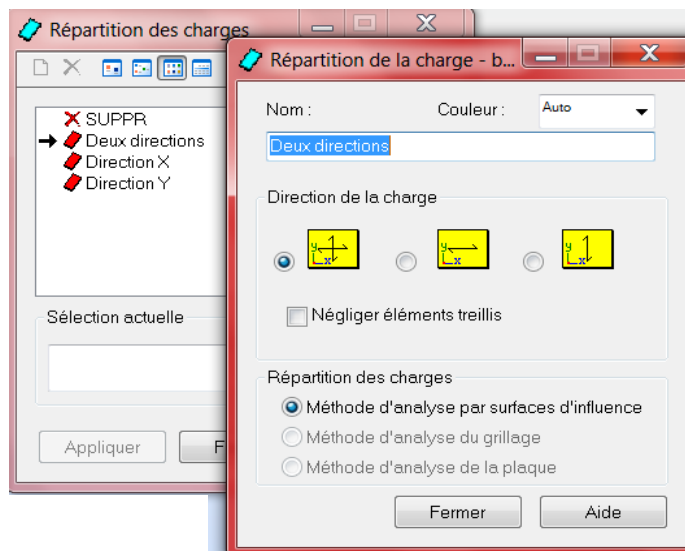 Répartition des charges
SUPPR
Deux directions
Direction X
Direction Y
Sélection actuelle
Appliquer
F
Répartition de la charge - b...
Nom :
Couleur :
Auto
Deux directions
Direction de la charge
y x
y x
y x
Négliger éléments treillis
Répartition des charges
Méthode d'analyse par surfaces d'influence
Méthode d'analyse du grillage
Méthode d'analyse de la plaque
Fermer
Aide